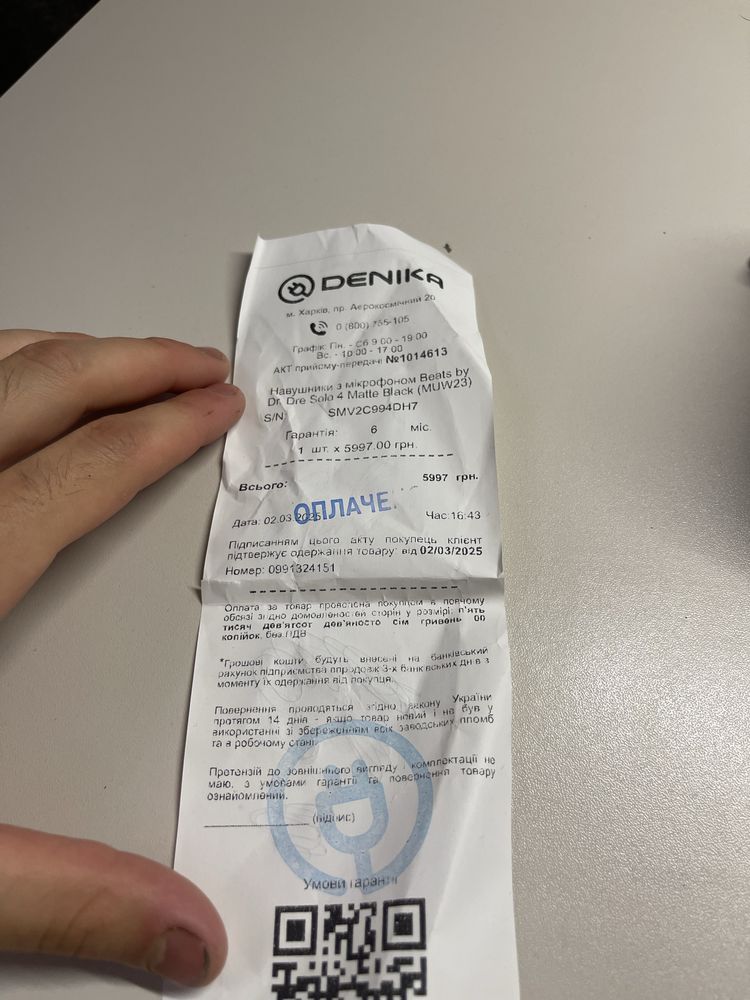 DENIKA
м. Харків, пр. Аерокосмічний 20
0 (800) 755-105
Графік: Пн. - Сб 9:00 - 19:00
Вс. - 10:00 - 17:00
АКТ прийому-передачі №1014613
Навушники з мікрофоном Beats by
Dr. Dre Solo 4 Matte Black (MUW23)
S/N: SMV2C994DH7
Гарантія: 6 міс.
1 шт. x 5997.00 грн.
Всього: 5997 грн.
ОПЛАЧЕ
Дата: 02.03.2025 Час:16:43
Підписанням цього акту покупець клієнт
підтверджує одержання товару від 02/03/2025
Номер: 0991324151
Оплата за товар проведена покупцем в повному
обсязі згідно домовленостей сторін у розмірі: п'ять
тисяч дев'ятсот дев'яносто сім гривень 00
копійок, без ПДВ
*Грошові кошти будуть внесені на банківський
рахунок підприємства впродовж 3-х банківських днів з
моменту їх одержання від покупця.
Повернення проводяться згідно закону України
протягом 14 днів - якщо товар новий і не був у
використанні зі збереженням всіх заводських пломб
та в робочому стані.
Претензій до зовнішнього вигляду і комплектації не
маю, з умовами гарантії та повернення товару
ознайомлений.
(підпис)
Умови гарантії